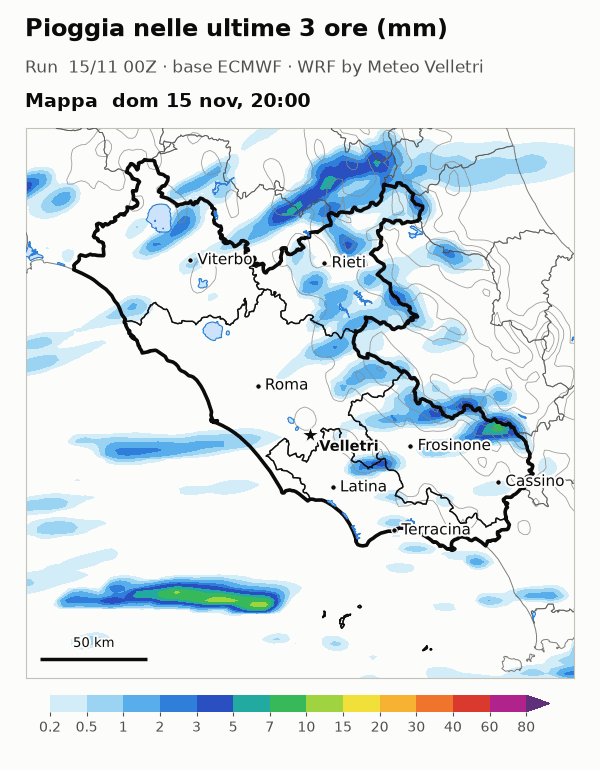 Pioggia nelle ultime 3 ore (mm)
Run  15/11 00Z · base ECMWF · WRF by Meteo Velletri
Mappa  dom 15 nov, 20:00
Viterbo
Rieti
Roma
Velletri
Frosinone
Latina
Cassino
Terracina
50 km
0.2 0.5 1 2 3 5 7 10 15 20 30 40 60 80